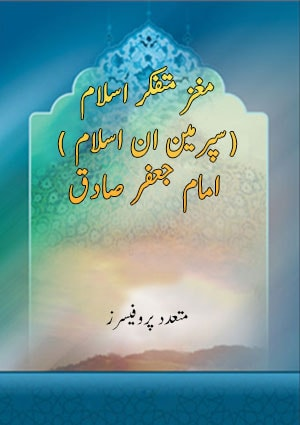 مغز متفکر اسلام
(سپر مین ان اسلام )
امام جعفر صادق
متعدد پروفیسرز